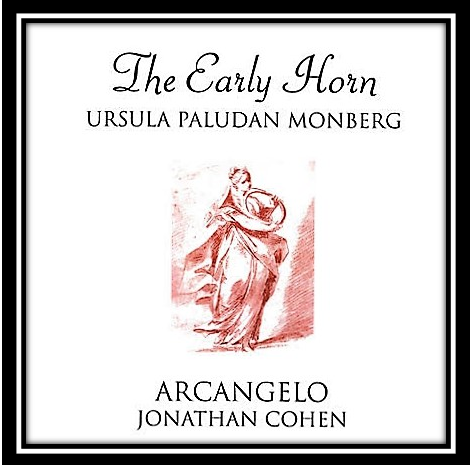 The Early Horn
URSULA PALUDAN MONBERG
ARCANGELO
JONATHAN COHEN